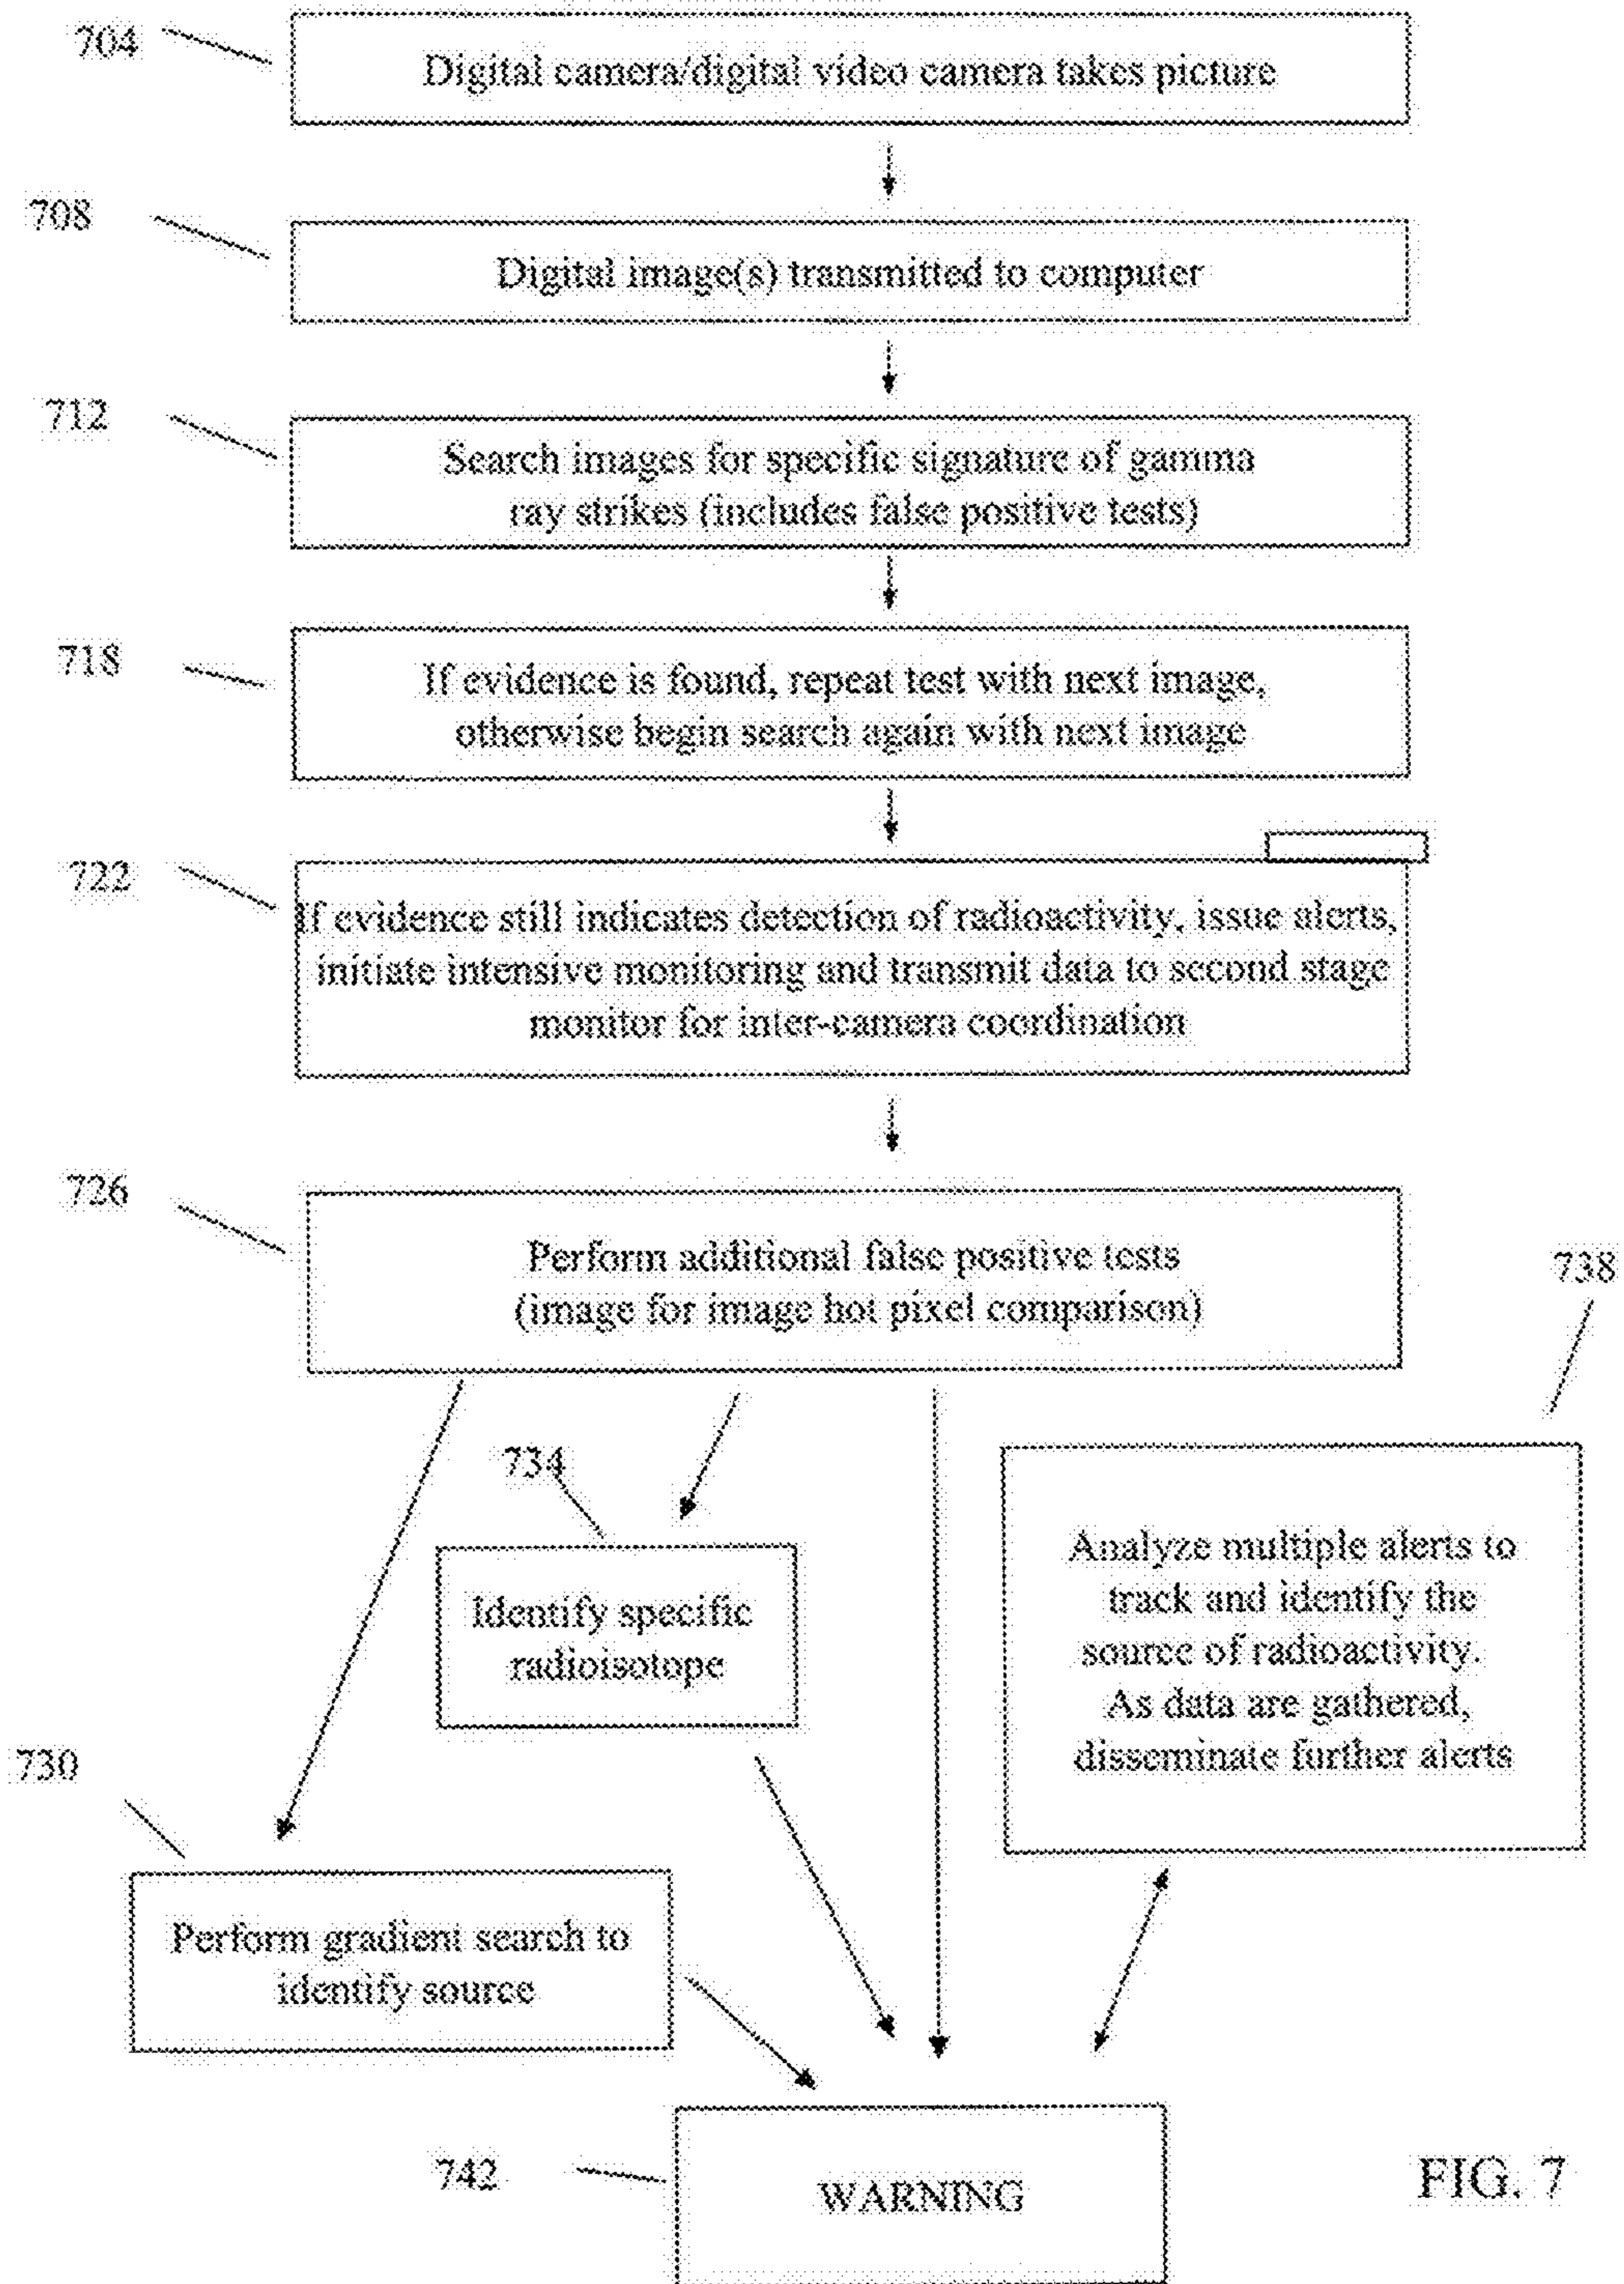 704
Digital camera/digital video camera takes picture
708
Digital image(s) transmitted to computer
712
Search images for specific signature of gamma
ray strikes (includes false positive tests)
718
If evidence is found, repeat test with next image,
otherwise begin search again with next image
722
If evidence still indicates detection of radioactivity, issue alerts,
initiate intensive monitoring and transmit data to second stage
monitor for inter-camera coordination
726
Perform additional false positive tests
(image for image hot pixel comparison)
738
734
Identify specific
radioisotope
Analyze multiple alerts to
track and identify the
source of radioactivity.
As data are gathered,
disseminate further alerts
730
Perform gradient search to
identify source
742
WARNING
FIG. 7